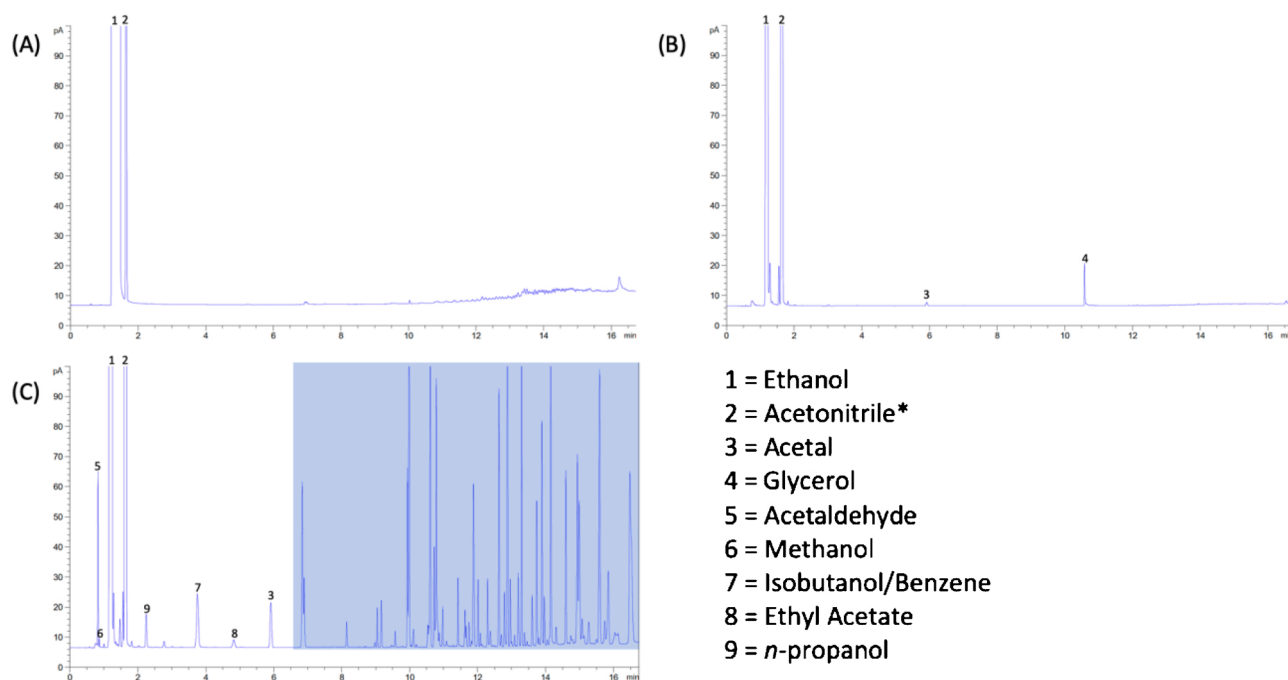 (A)
pA
1 2
90
80
70
60
50
40
30
20
10
0
0 2 4 6 8 10 12 14 16 min
(B)
pA
1 2
90
80
70
60
50
40
30
20
10
0
3
4
0 2 4 6 8 10 12 14 16
(C)
pA
1 2
90
80
70
60
50
40
30
20
10
0
5
6
9
7
8
3
0 2 4 6 8 10 12 14 16 min
1 = Ethanol
2 = Acetonitrile*
3 = Acetal
4 = Glycerol
5 = Acetaldehyde
6 = Methanol
7 = Isobutanol/Benzene
8 = Ethyl Acetate
9 = n-propanol